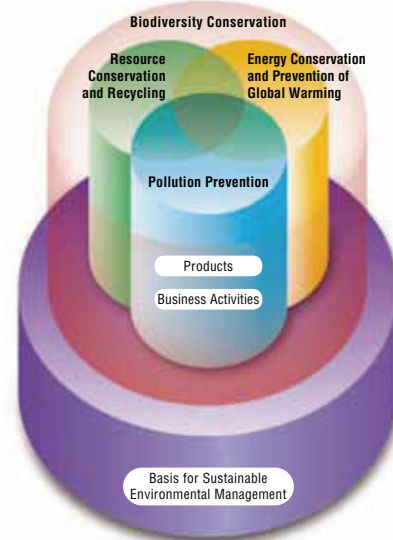 Biodiversity Conservation
Resource
Conservation
and Recycling
Energy Conservation
and Prevention of
Global Warming
Pollution Prevention
Products
Business Activities
Basis for Sustainable
Environmental Management